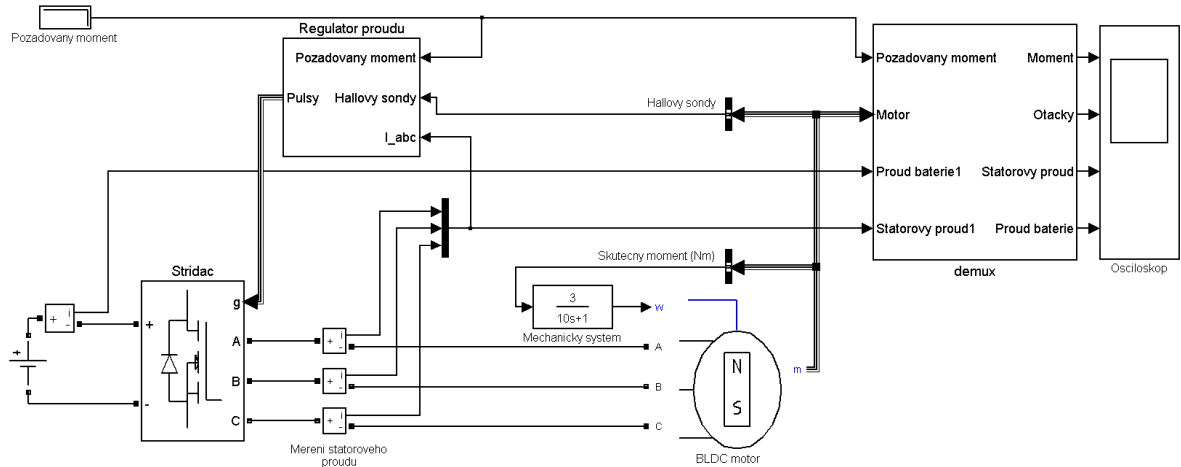 Pozadovany moment
Regulator proudu
Pozadovany moment
Pulsy
Hallovy sondy
I_abc
Hallovy sondy
Pozadovany moment
Moment
Motor
Otacky
Proud baterie1
Statorovy proud
Statorovy proud1
Proud baterie
demux
Osciloskop
Skutecny moment (Nm)
Stridac
g
A
B
C
+
-
+
i
+
-
3
10s+1
Mechanicky system
w
A
B
C
m
N
S
BLDC motor
i
+
-
i
+
-
i
+
-
Mereni statoroveho
proudu